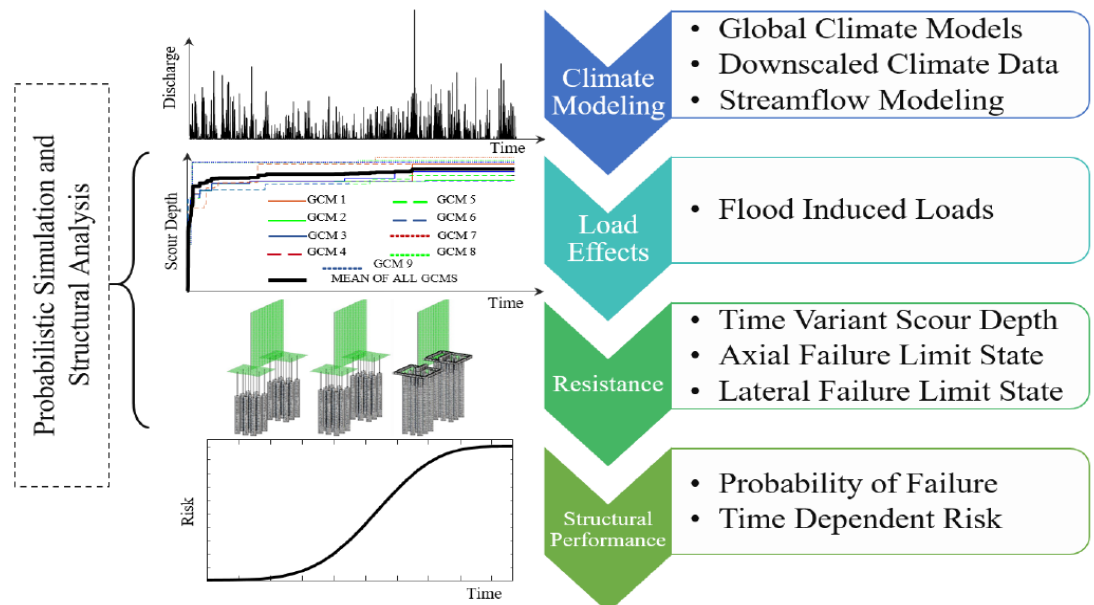 Probabilistic Simulation and
Structural Analysis
Discharge
Time
Scour Depth
GCM 1
GCM 2
GCM 3
GCM 4
GCM 5
GCM 6
GCM 7
GCM 8
GCM 9
MEAN OF ALL GCMS
Time
Risk
Time
Climate
Modeling
• Global Climate Models
• Downscaled Climate Data
• Streamflow Modeling
Load
Effects
• Flood Induced Loads
Resistance
• Time Variant Scour Depth
• Axial Failure Limit State
• Lateral Failure Limit State
Structural
Performance
• Probability of Failure
• Time Dependent Risk